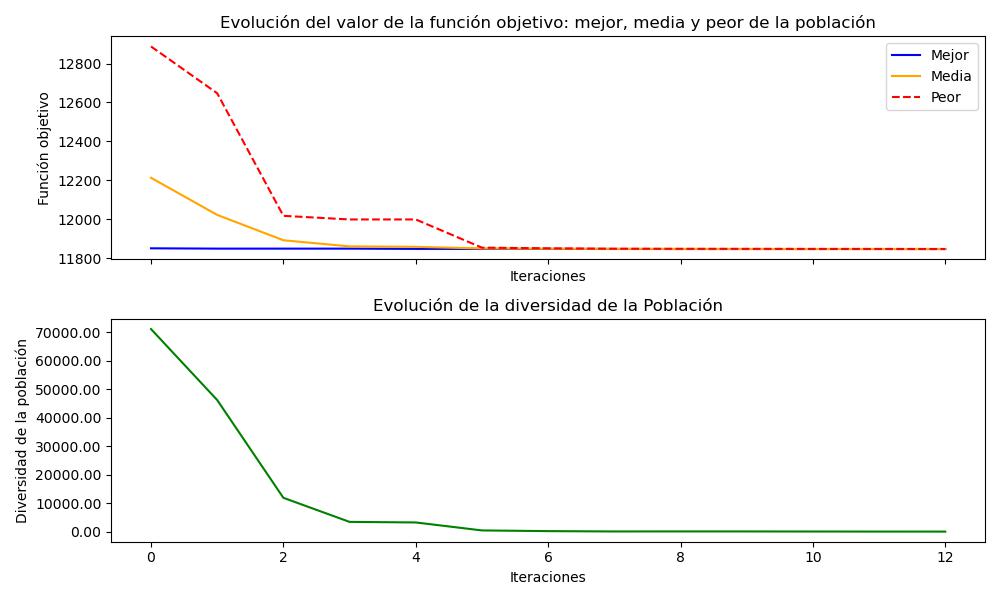 Evolución del valor de la función objetivo: mejor, media y peor de la población
Función objetivo
12800
12600
12400
12200
12000
11800
Mejor
Media
Peor
Iteraciones
Evolución de la diversidad de la Población
Diversidad de la población
70000.00
60000.00
50000.00
40000.00
30000.00
20000.00
10000.00
0.00
0 2 4 6 8 10 12
Iteraciones